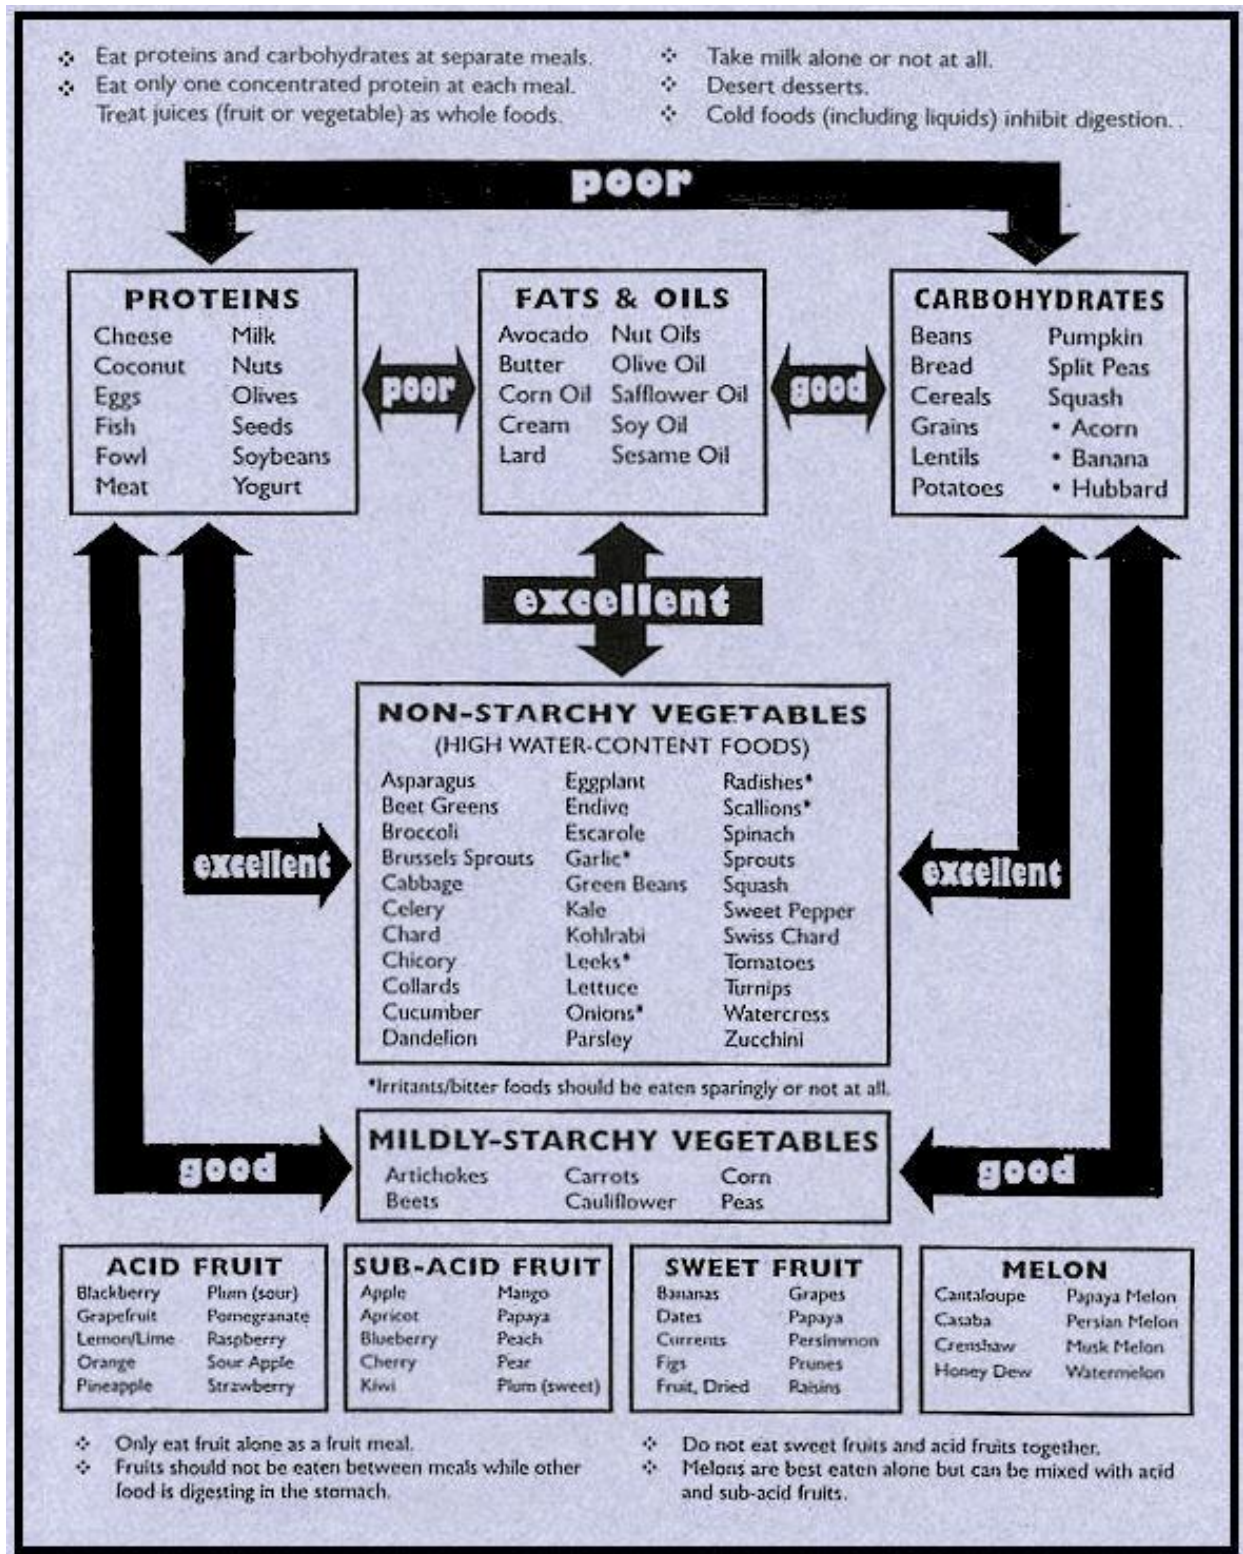 ❖ Eat proteins and carbohydrates at separate meals.
❖ Eat only one concentrated protein at each meal.
Treat juices (fruit or vegetable) as whole foods.
❖ Take milk alone or not at all.
❖ Desert desserts.
❖ Cold foods (including liquids) inhibit digestion. .
poor
PROTEINS
Cheese Milk
Coconut Nuts
Eggs Olives
Fish Seeds
Fowl Soybeans
Meat Yogurt
poor
FATS & OILS
Avocado Nut Oils
Butter Olive Oil
Corn Oil Safflower Oil
Cream Soy Oil
Lard Sesame Oil
good
CARBOHYDRATES
Beans Pumpkin
Bread Split Peas
Cereals Squash
Grains • Acorn
Lentils • Banana
Potatoes • Hubbard
excellent
NON-STARCHY VEGETABLES
(HIGH WATER-CONTENT FOODS)
Asparagus Eggplant Radishes*
Beet Greens Endive Scallions*
Broccoli Escarole Spinach
Brussels Sprouts Garlic* Sprouts
Cabbage Green Beans Squash
Celery Kale Sweet Pepper
Chard Kohlrabi Swiss Chard
Chicory Leeks* Tomatoes
Collards Lettuce Turnips
Cucumber Onions* Watercress
Dandelion Parsley Zucchini
excellent
excellent
*Irritants/bitter foods should be eaten sparingly or not at all.
MILDLY-STARCHY VEGETABLES
Artichokes Carrots Corn
Beets Cauliflower Peas
good
good
ACID FRUIT
Blackberry Plum (sour)
Grapefruit Pomegranate
Lemon/Lime Raspberry
Orange Sour Apple
Pineapple Strawberry
SUB-ACID FRUIT
Apple Mango
Apricot Papaya
Blueberry Peach
Cherry Pear
Kiwi Plum (sweet)
SWEET FRUIT
Bananas Grapes
Dates Papaya
Currents Persimmon
Figs Prunes
Fruit, Dried Raisins
MELON
Cantaloupe Papaya Melon
Casaba Persian Melon
Crenshaw Musk Melon
Honey Dew Watermelon
❖ Only eat fruit alone as a fruit meal.
❖ Fruits should not be eaten between meals while other
food is digesting in the stomach.
❖ Do not eat sweet fruits and acid fruits together.
❖ Melons are best eaten alone but can be mixed with acid
and sub-acid fruits.